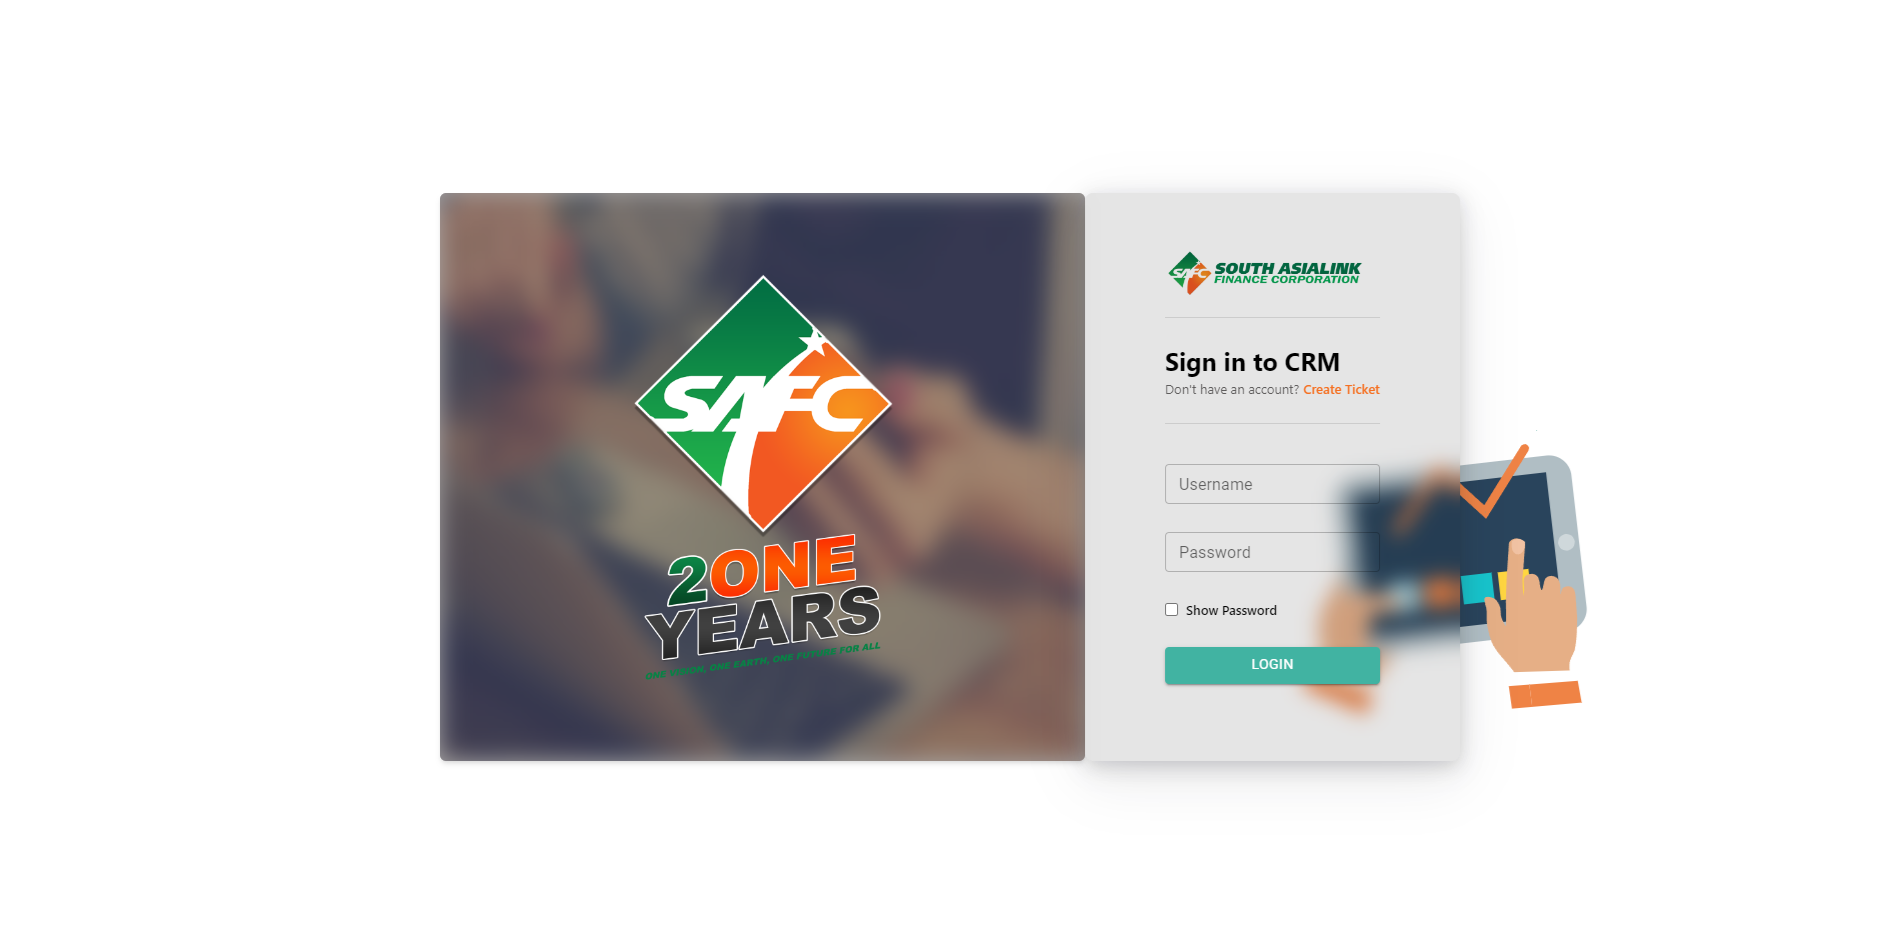 SAFC
2ONE
YEARS
ONE VISION, ONE EARTH, ONE FUTURE FOR ALL
SAFC
SOUTH ASIALINK
FINANCE CORPORATION
Sign in to CRM
Don't have an account? Create Ticket
Username
Password
Show Password
LOGIN